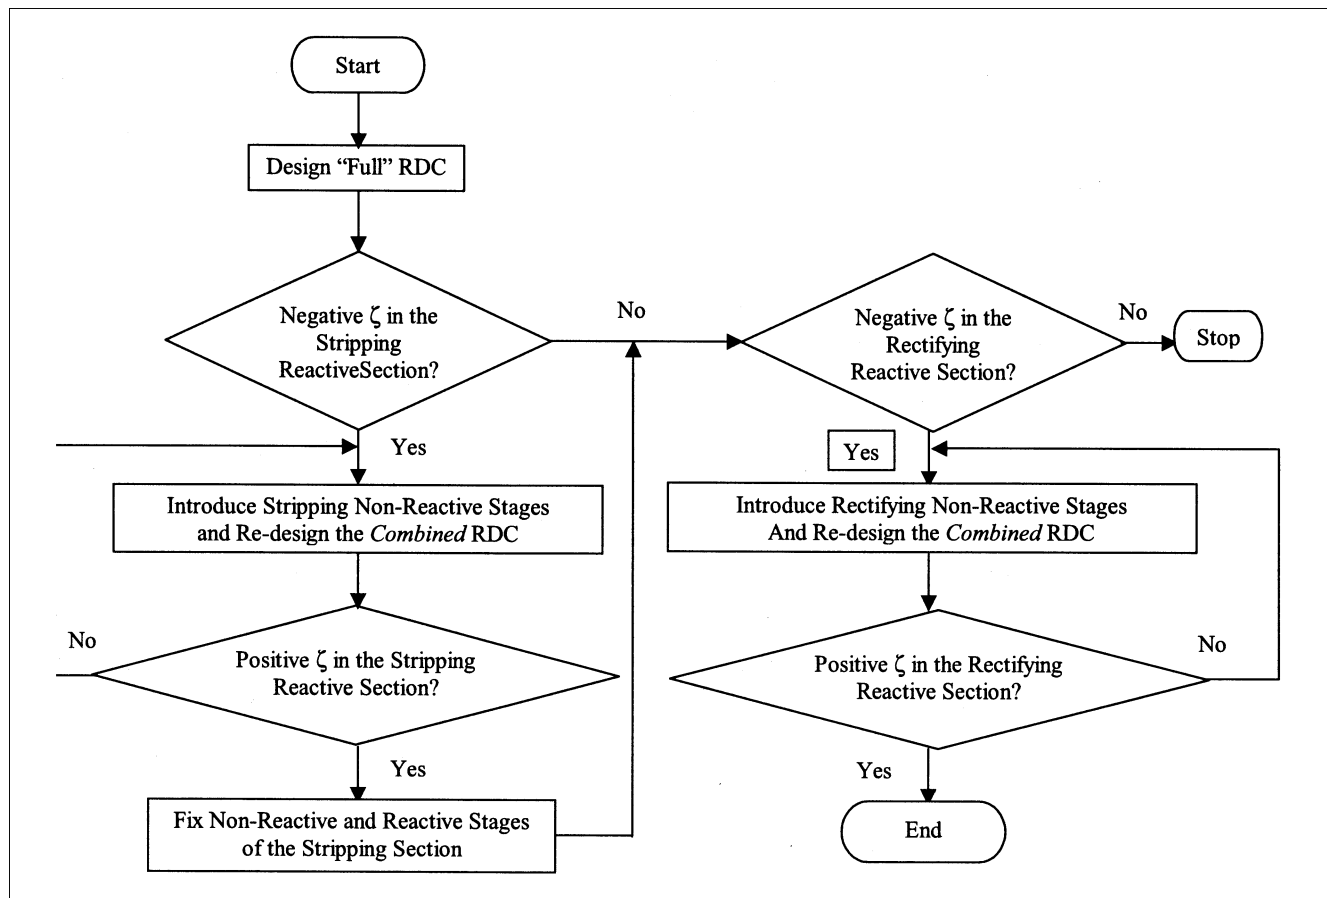 Start
Design “Full” RDC
Negative ζ in the
Stripping
ReactiveSection?
No
Negative ζ in the
Rectifying
Reactive Section?
No
Stop
Yes
Yes
Introduce Stripping Non-Reactive Stages
and Re-design the Combined RDC
Introduce Rectifying Non-Reactive Stages
And Re-design the Combined RDC
No
Positive ζ in the Stripping
Reactive Section?
Positive ζ in the Rectifying
Reactive Section?
No
Yes
Yes
Fix Non-Reactive and Reactive Stages
of the Stripping Section
End